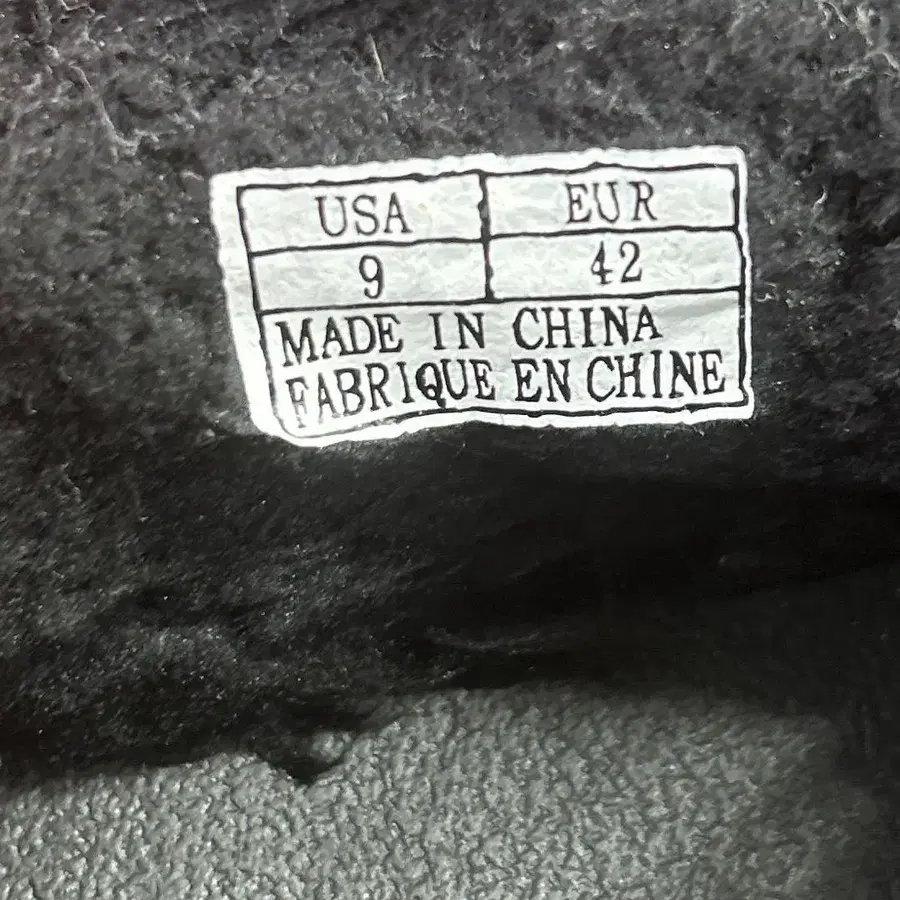 USA EUR
9 42
MADE IN CHINA
FABRIQUE EN CHINE